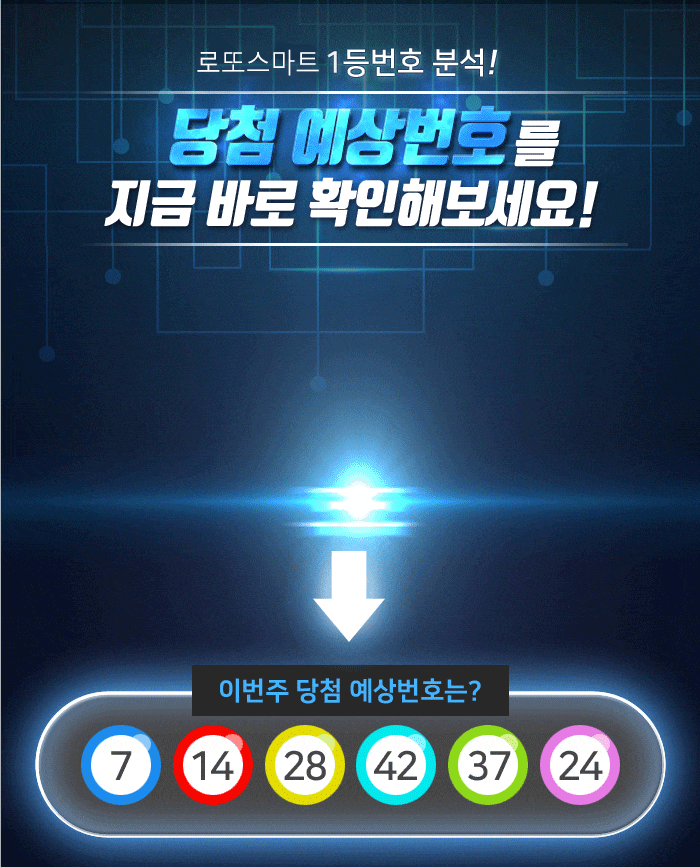 로또스마트 1등번호 분석!
당첨 예상번호를
지금 바로 확인해보세요!
이번주 당첨 예상번호는?
7 14 28 42 37 24